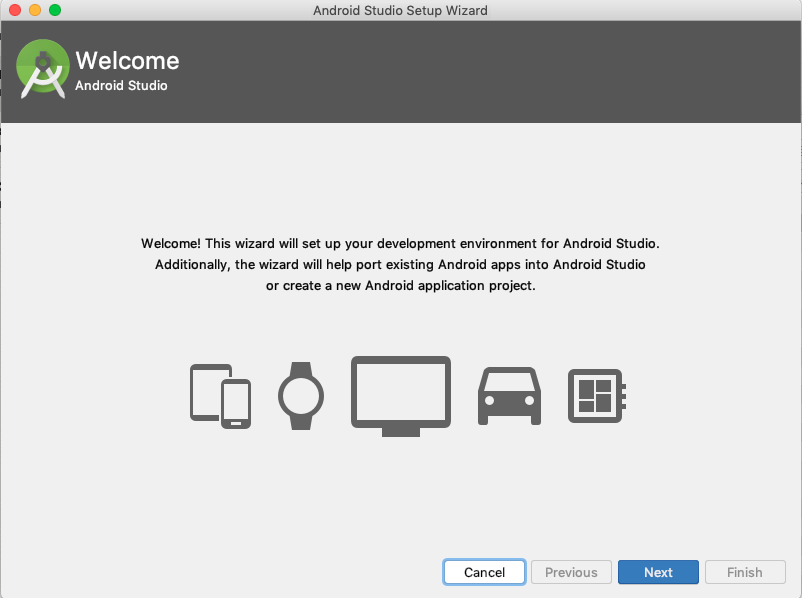 Android Studio Setup Wizard
Welcome
Android Studio
Welcome! This wizard will set up your development environment for Android Studio.
Additionally, the wizard will help port existing Android apps into Android Studio
or create a new Android application project.
Cancel
Previous
Next
Finish